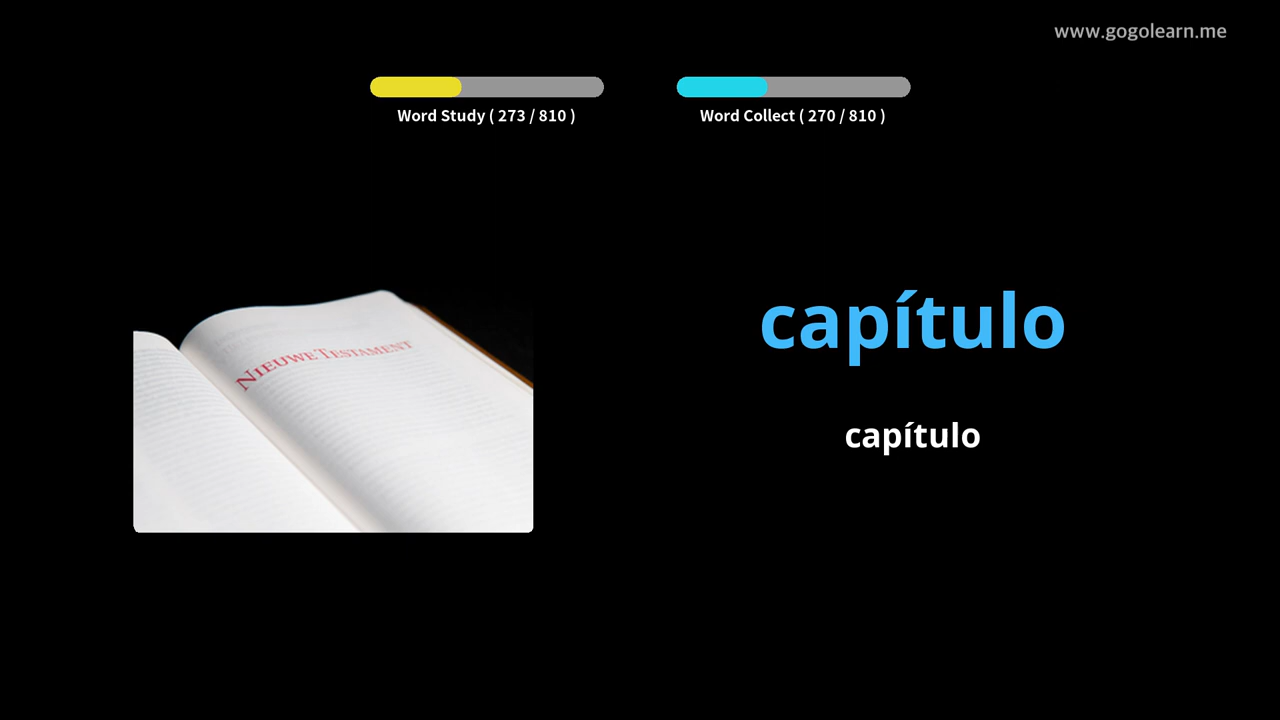 www.gogolearn.me
Word Study ( 273 / 810 )
Word Collect ( 270 / 810 )
NIEUWE TESTAMENT
capítulo
capítulo